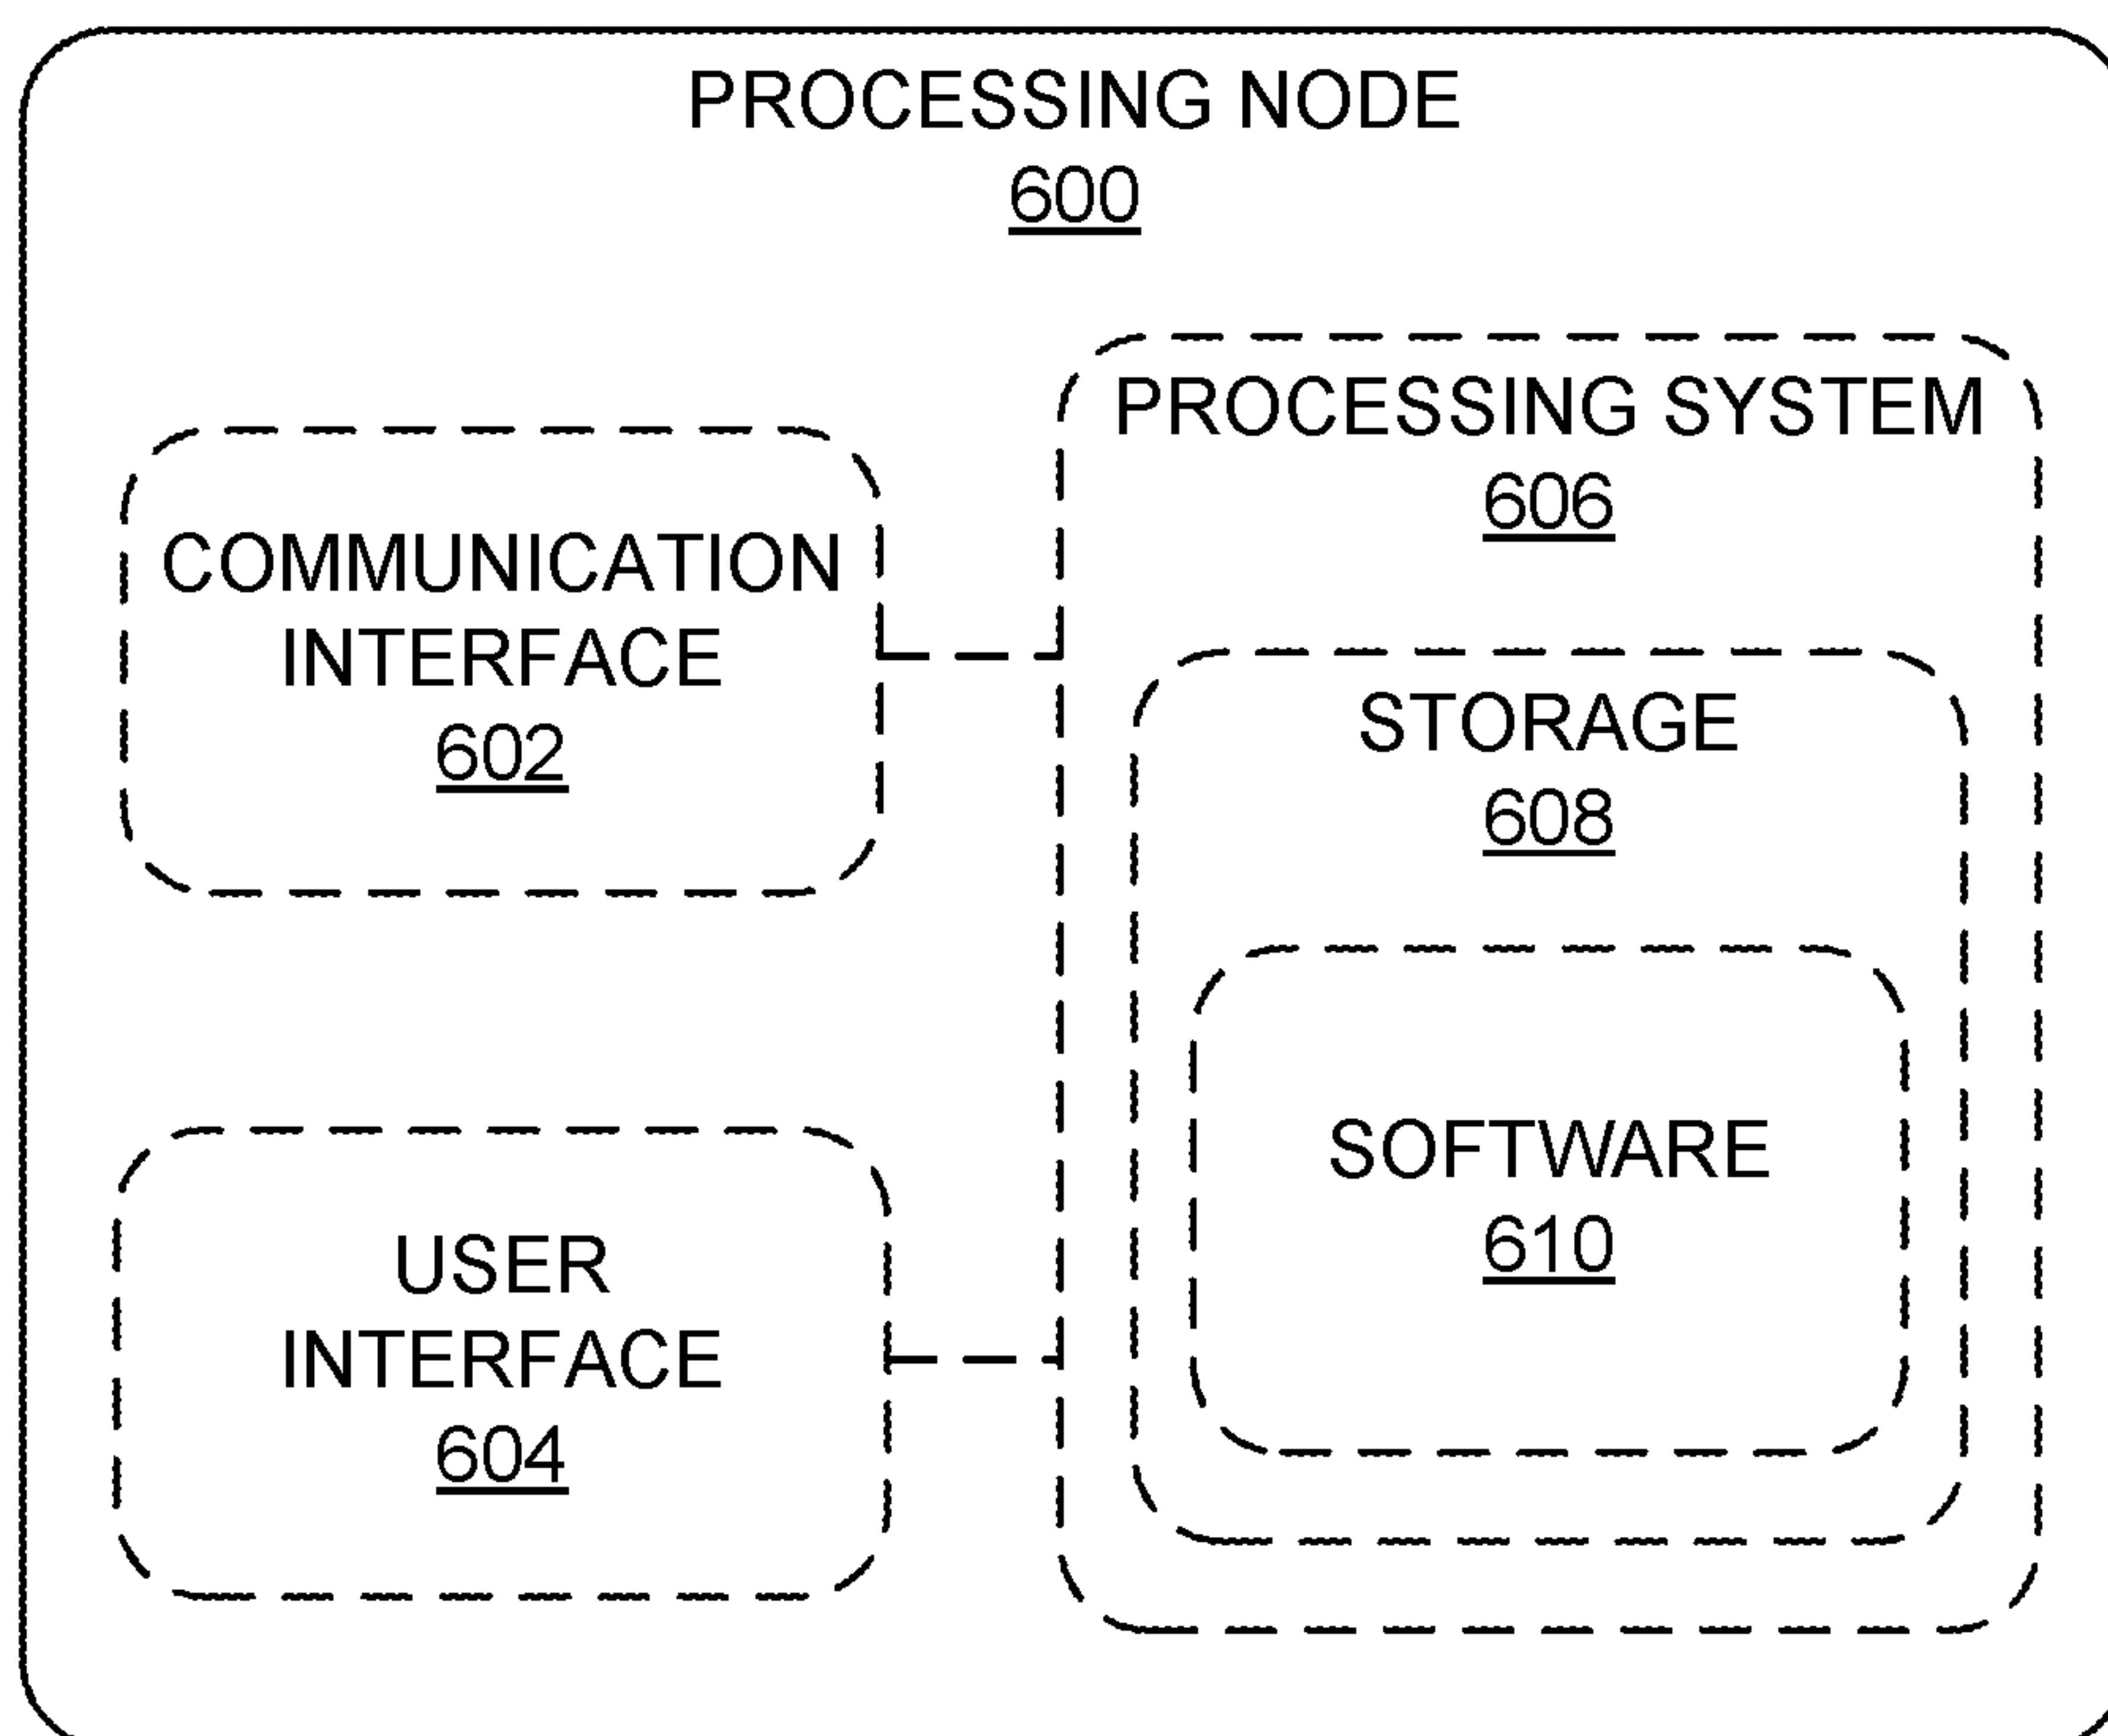 PROCESSING NODE
600
PROCESSING SYSTEM
606
COMMUNICATION
INTERFACE
602
STORAGE
608
SOFTWARE
610
USER
INTERFACE
604